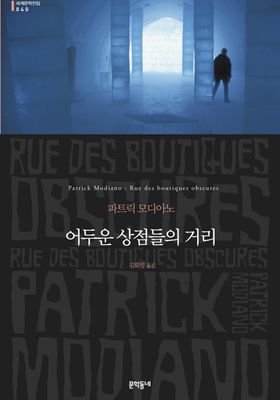 세계문학전집
040
RUE DES BOUTIQUES
OBSCURES
Patrick Modiano : Rue des boutiques obscures
파트릭 모디아노
어두운 상점들의 거리
RUE DES BOUTIQUES OBSCURES
김화영 옮김
PATRICK
MODIANO
PATRICK
MODIANO
문학동네